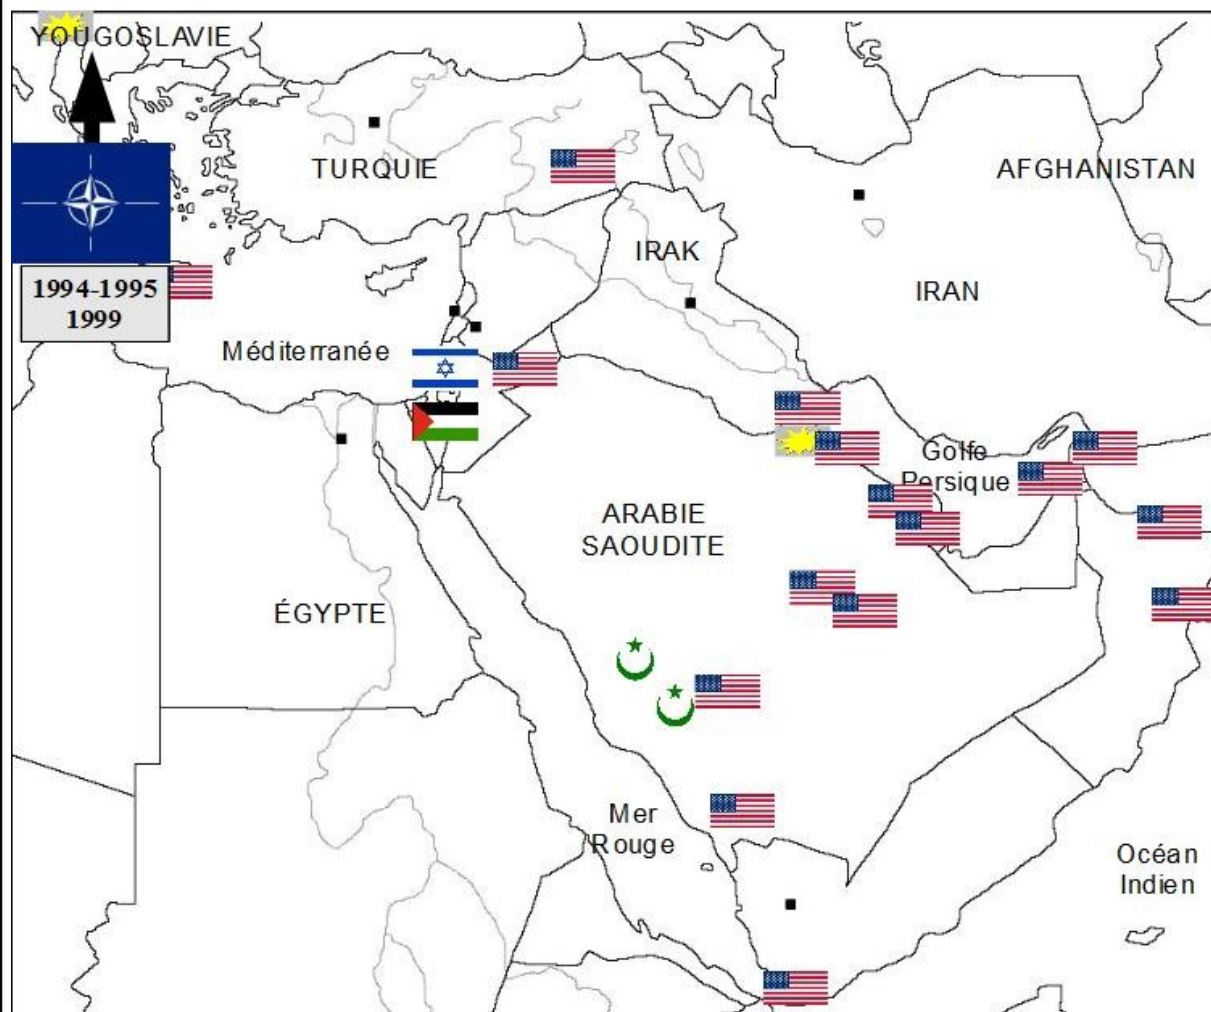 YOUGOSLAVIE
TURQUIE
AFGHANISTAN
IRAK
IRAN
1994-1995
1999
Méditerranée
Golfe
Persique
ARABIE
SAOUDITE
ÉGYPTE
Mer
Rouge
Océan
Indien